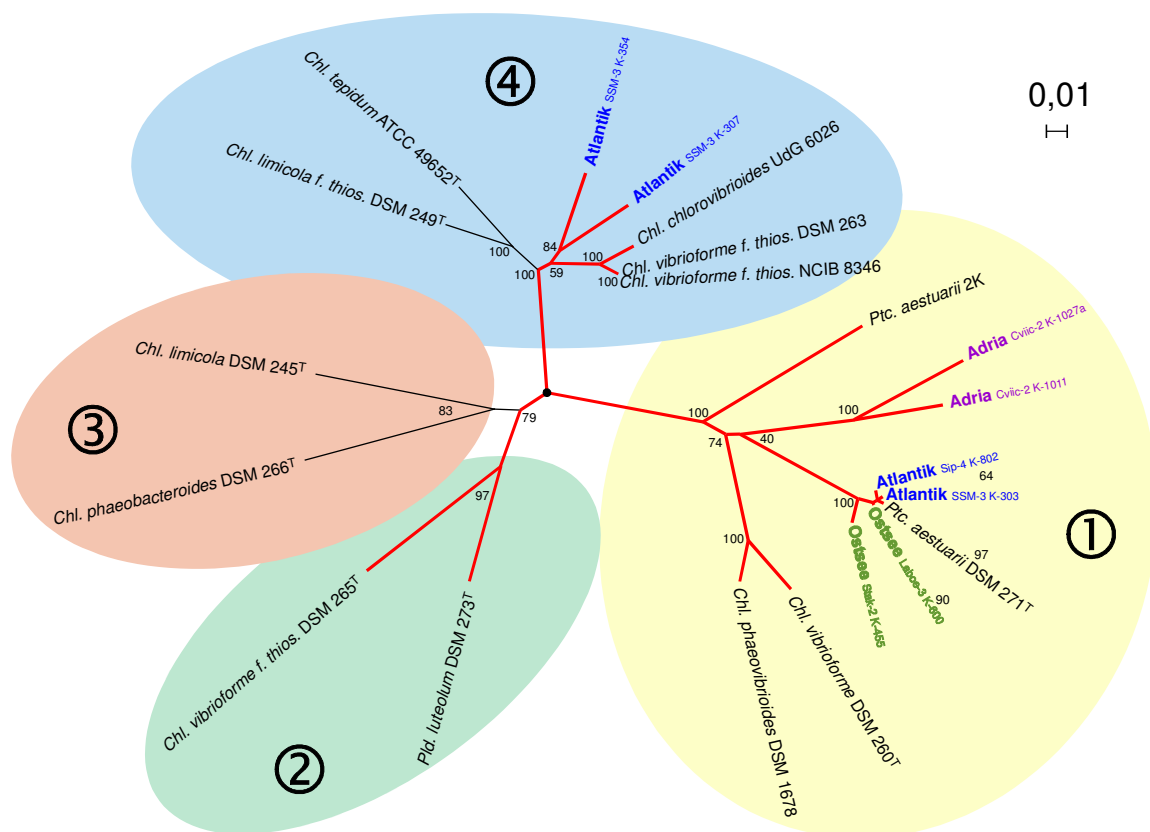 ④
Chl. tepidum ATCC 49652T
Chl. limicola f. thios. DSM 249T
Atlantik SSM-3 K-354
Atlantik SSM-3 K-307
Chl. chlorovibrioides UdG 6026
Chl. vibrioforme f. thios. DSM 263
Chl. vibrioforme f. thios. NCIB 8346
100
84
59
100
100
100
0,01
③
Chl. limicola DSM 245T
83
Chl. phaeobacteroides DSM 266T
79
②
97
Chl. vibrioforme f. thios. DSM 265T
Pld. luteolum DSM 273T
①
Ptc. aestuarii 2K
Adria Cviic-2 K-1027a
Adria Cviic-2 K-1011
100
100
74
40
Atlantik Sip-4 K-802
64
Atlantik SSM-3 K-303
100
Ptc. aestuarii DSM 271T
97
Ostsee Laboe-3 K-600
90
Ostsee Stak-2 K-455
100
Chl. phaeovibrioides DSM 1678
Chl. vibrioforme DSM 260T